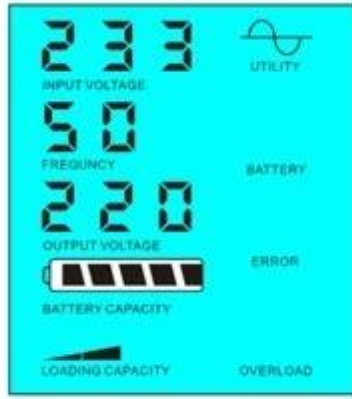 233
UTILITY
INPUT VOLTAGE
50
FREQUNCY
BATTERY
220
OUTPUT VOLTAGE
ERROR
BATTERY CAPACITY
LOADING CAPACITY
OVERLOAD